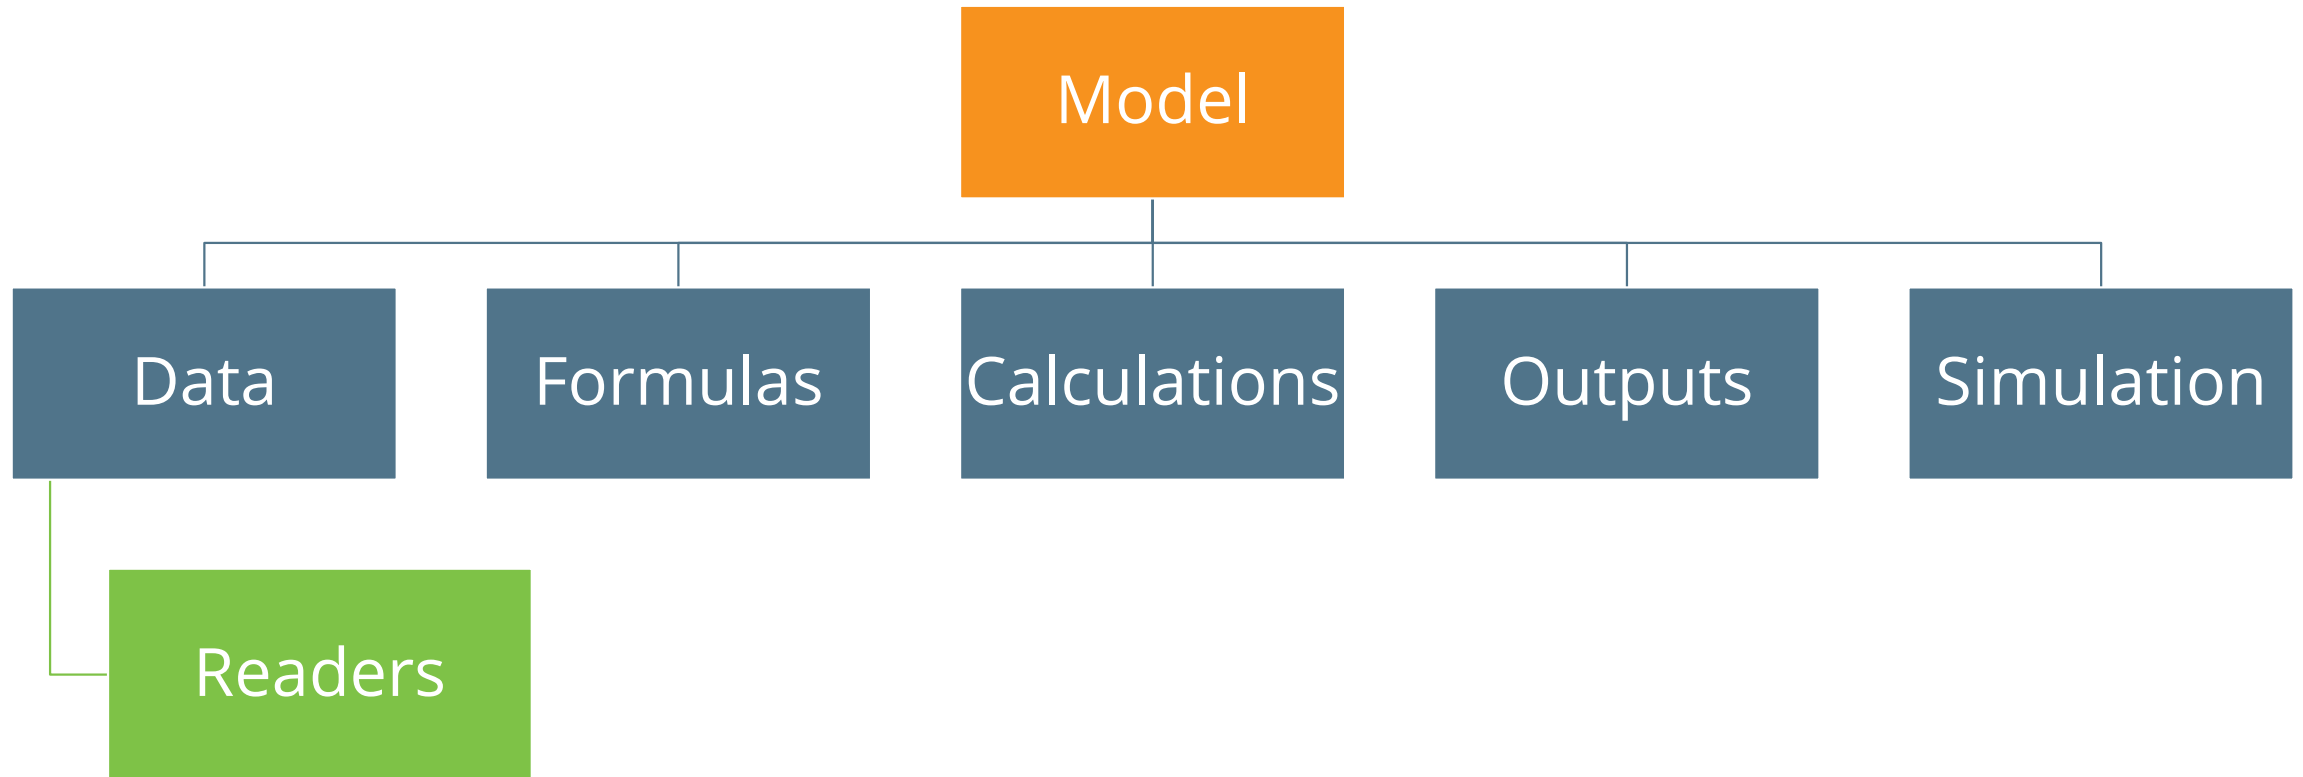 Model
Data
Formulas
Calculations
Outputs
Simulation
Readers